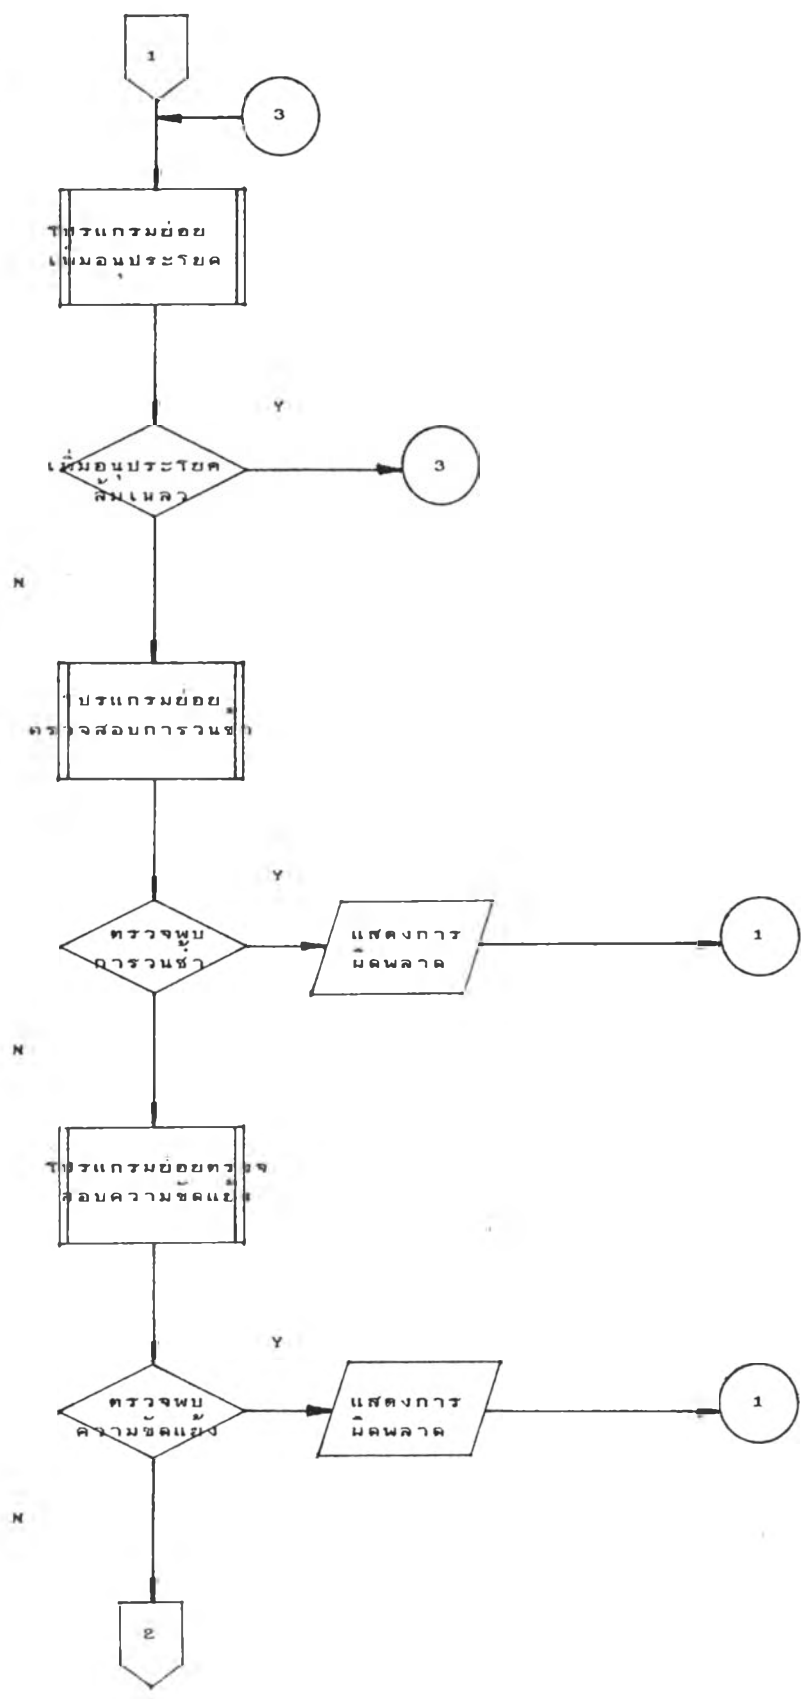 1
3
โปรแกรมย่อย
เพิ่มอนุประโยค
Y
เพิ่มอนุประโยค
ล้มเหลว
3
N
โปรแกรมย่อย
ตรวจสอบการวนซ้ำ
Y
ตรวจพบ
การวนซ้ำ
แสดงการ
ผิดพลาด
1
N
โปรแกรมย่อยตรวจ
สอบความขัดแย้ง
Y
ตรวจพบ
ความขัดแย้ง
แสดงการ
ผิดพลาด
1
N
2